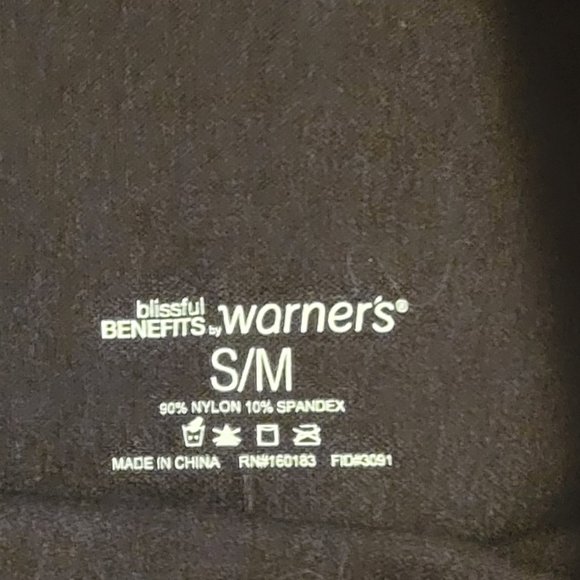 blissful
BENEFITS by warner's®
S/M
90% NYLON 10% SPANDEX
MADE IN CHINA RN#160183 FID#3091